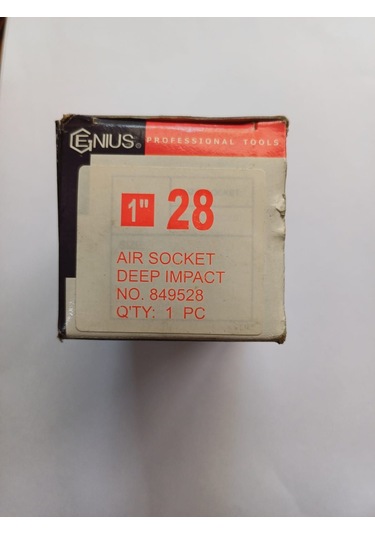 GENIUS® PROFESSIONAL TOOLS
1" 28
AIR SOCKET
DEEP IMPACT
NO. 849528
Q'TY: 1 PC